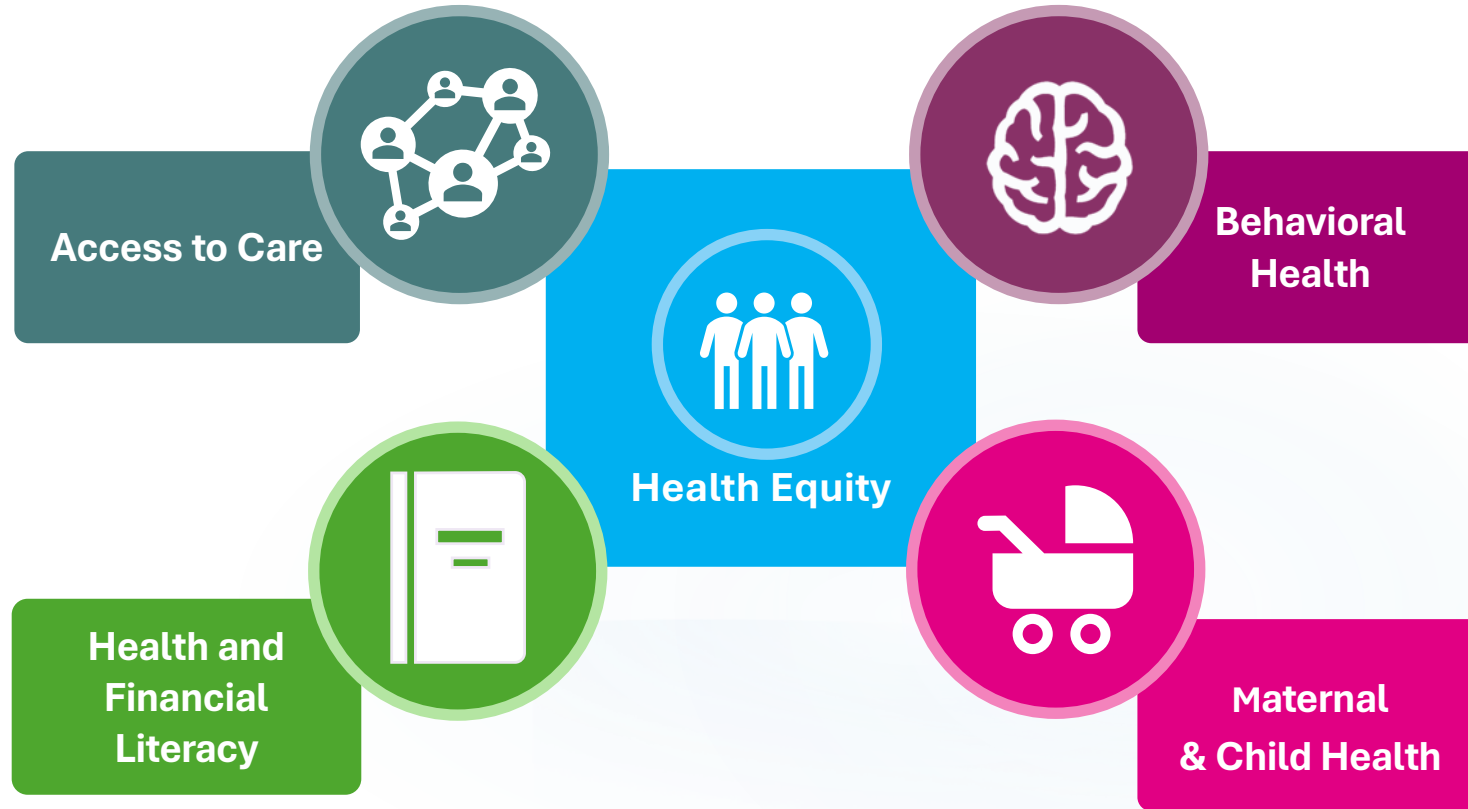 Access to Care
Behavioral
Health
Health Equity
Health and
Financial
Literacy
Maternal
& Child Health